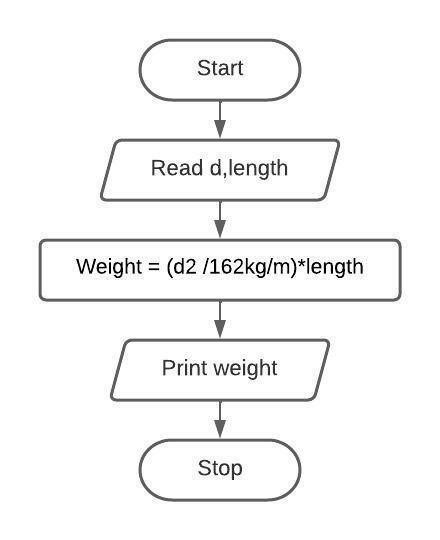 Start
Read d,length
Weight = (d2 /162kg/m)*length
Print weight
Stop